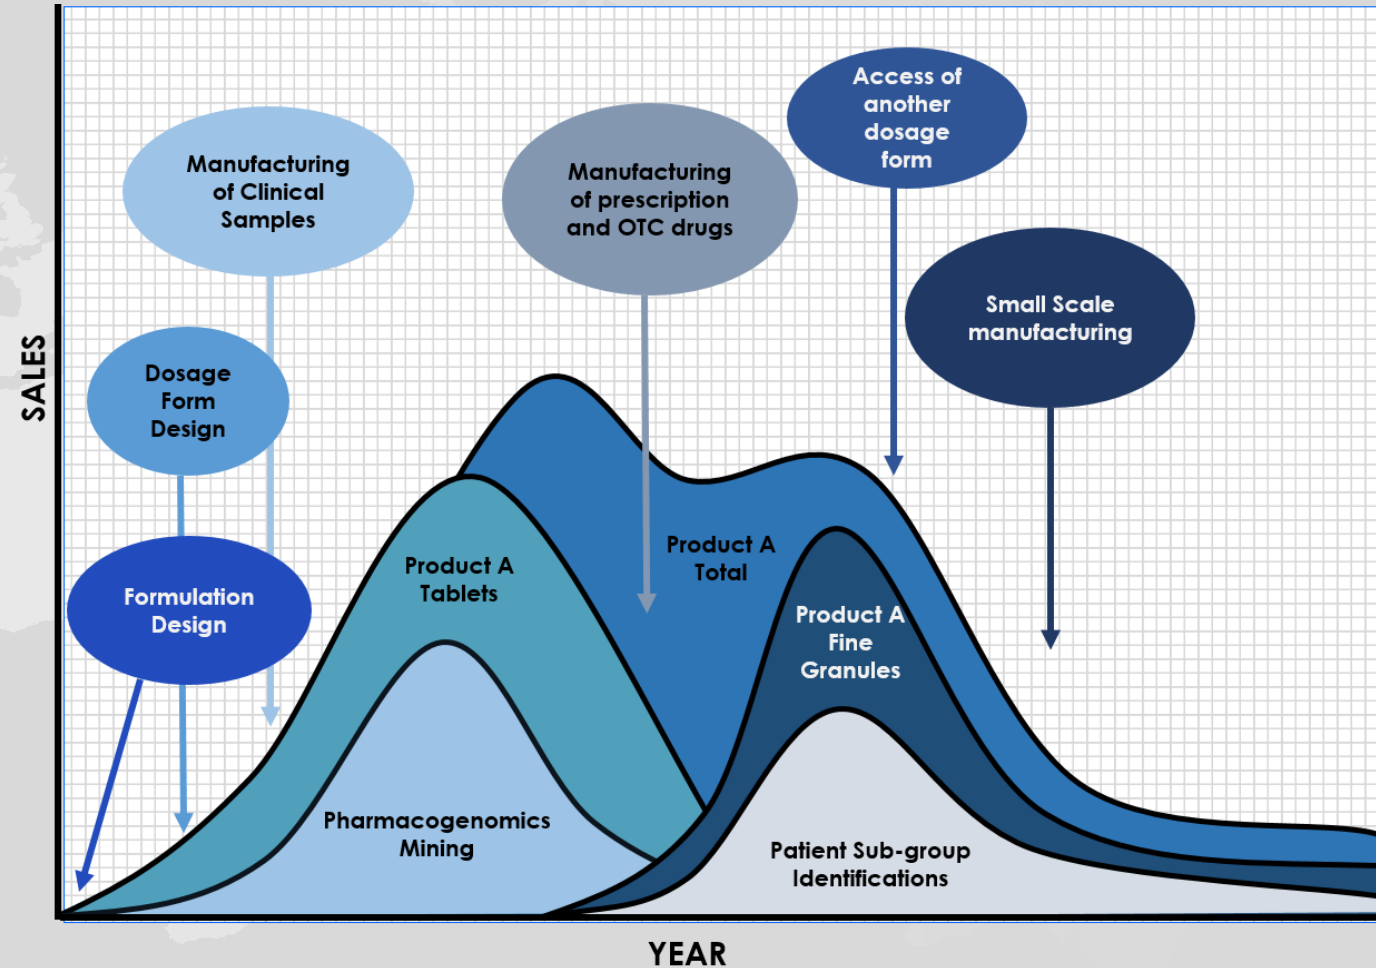 Access of
another
dosage
form
Manufacturing
of Clinical
Samples
Manufacturing
of prescription
and OTC drugs
Small Scale
manufacturing
SALES
Dosage
Form
Design
Formulation
Design
Product A
Tablets
Product A
Total
Product A
Fine
Granules
Pharmacogenomics
Mining
Patient Sub-group
Identifications
YEAR